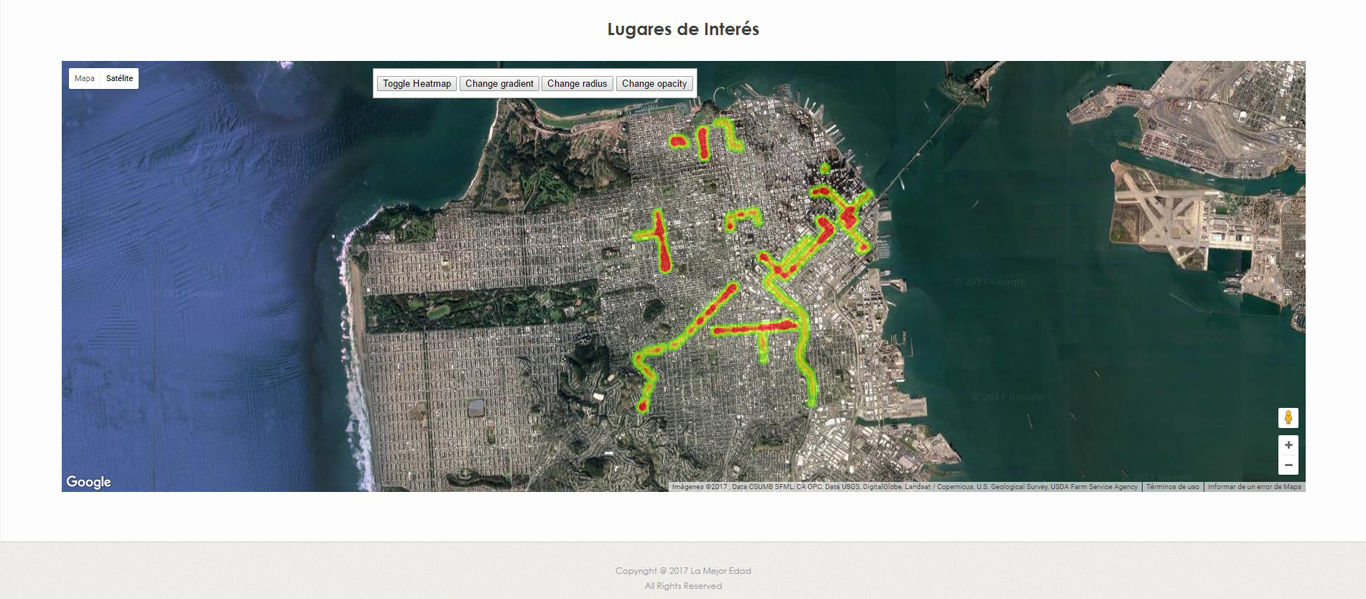 Lugares de Interés
Mapa Satélite
Toggle Heatmap Change gradient Change radius Change opacity
© 2017 Google
© 2017 Google
© 2017 Google
+
−
Google
Imágenes ©2017 , Data CSUMB SFML, CA OPC, Data USGS, DigitalGlobe, Landsat / Copernicus, U.S. Geological Survey, USDA Farm Service Agency Términos de uso Informar de un error de Maps
Copyright @ 2017 La Mejor Edad
All Rights Reserved